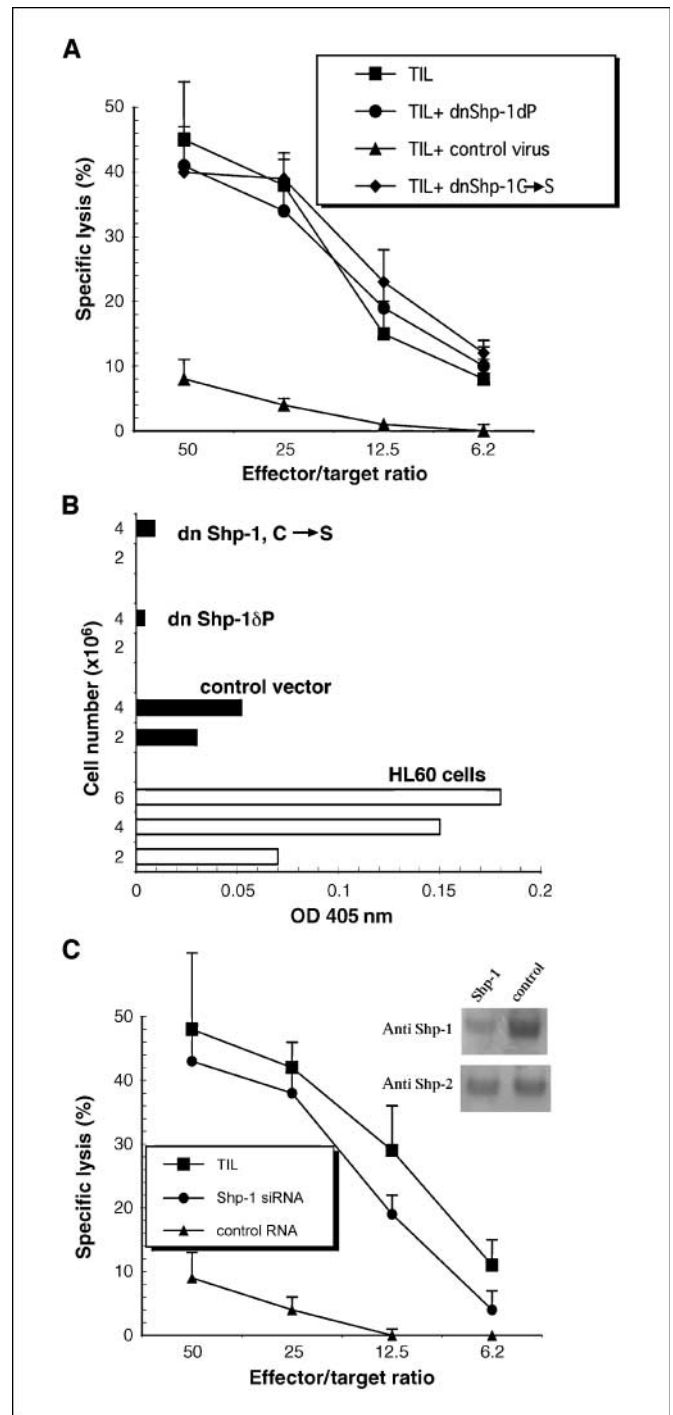 A
TIL
TIL+ dnShp-1dP
TIL+ control virus
TIL+ dnShp-1C→S
50
40
30
20
10
0
Specific lysis (%)
50 25 12.5 6.2
Effector/target ratio
B
4
2
4
2
4
2
6
4
2
Cell number (x10⁶)
dn Shp-1, C → S
dn Shp-1δP
control vector
HL60 cells
0 0.05 0.1 0.15 0.2
OD 405 nm
C
Shp-1 control
Anti Shp-1
Anti Shp-2
50
40
30
20
10
0
Specific lysis (%)
TIL
Shp-1 siRNA
control RNA
50 25 12.5 6.2
Effector/target ratio